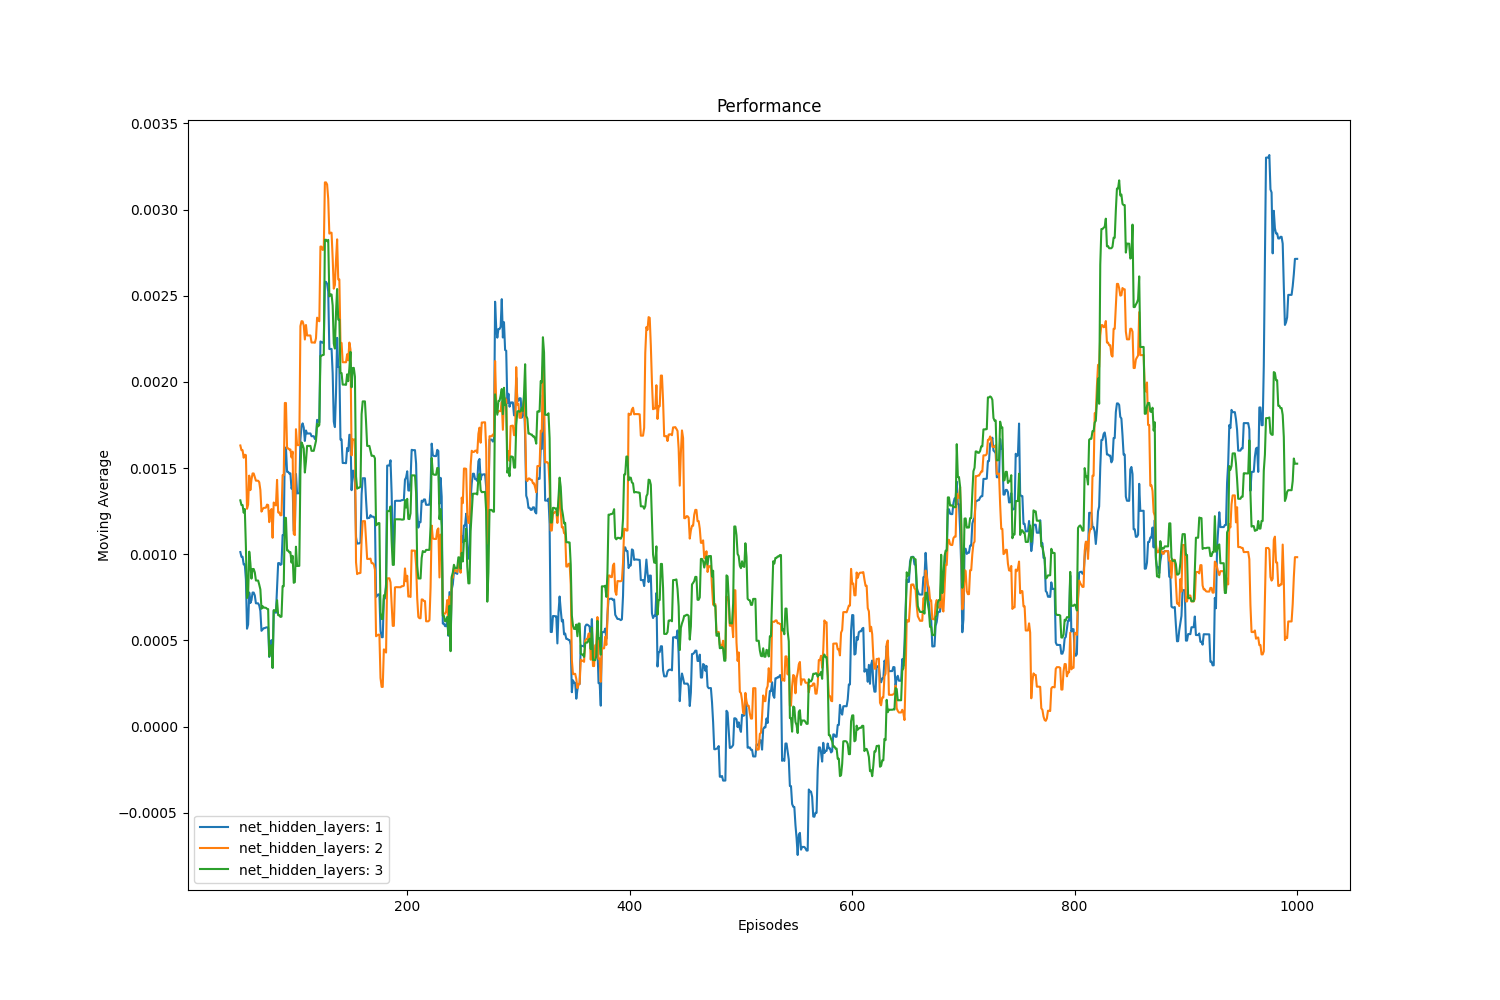 Performance
Moving Average
0.0035
0.0030
0.0025
0.0020
0.0015
0.0010
0.0005
0.0000
−0.0005
net_hidden_layers: 1
net_hidden_layers: 2
net_hidden_layers: 3
200
400
600
800
1000
Episodes